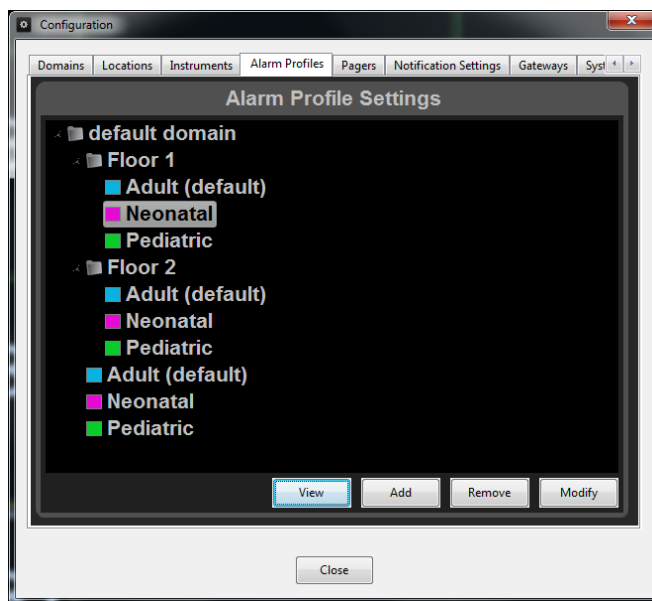 Configuration
Domains Locations Instruments Alarm Profiles Pagers Notification Settings Gateways Syst
Alarm Profile Settings
default domain
Floor 1
Adult (default)
Neonatal
Pediatric
Floor 2
Adult (default)
Neonatal
Pediatric
Adult (default)
Neonatal
Pediatric
View Add Remove Modify
Close